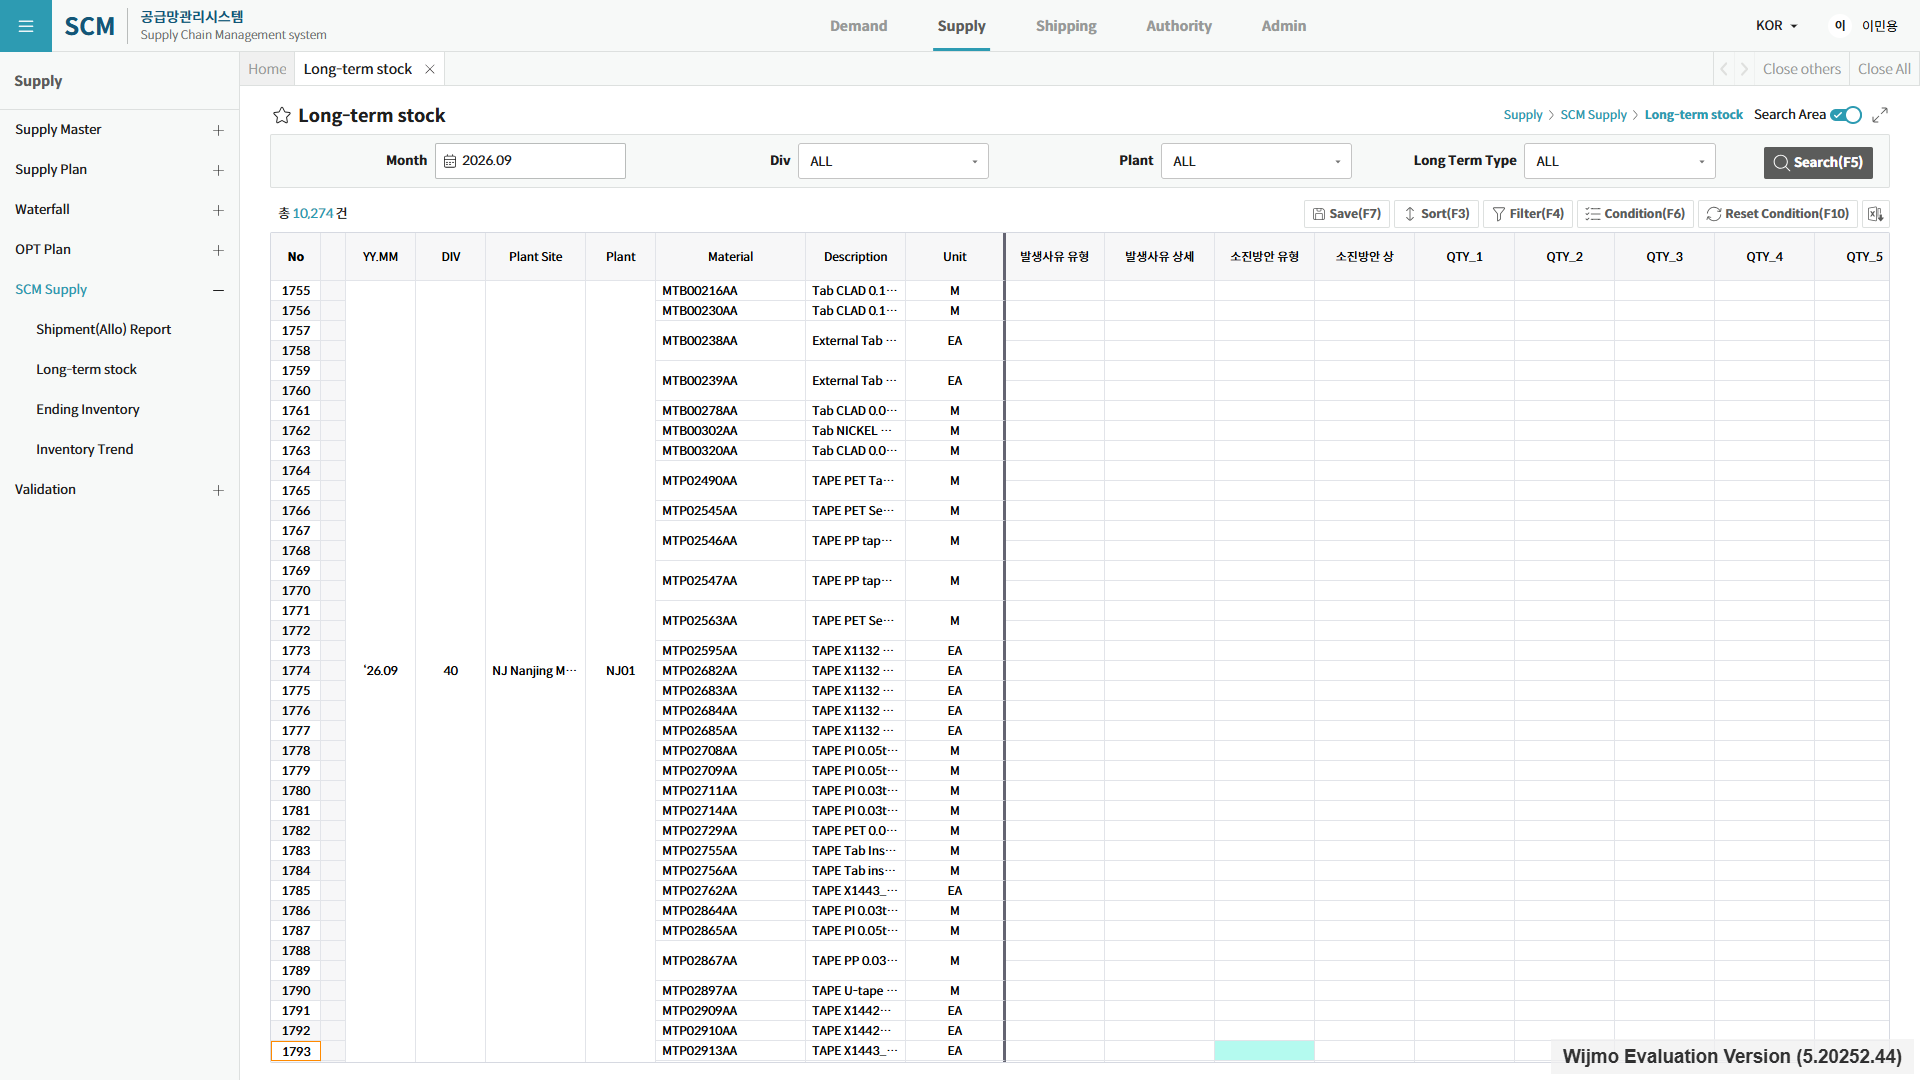 SCM 공급망관리시스템
Supply Chain Management system
Demand Supply Shipping Authority Admin
KOR 이 이민용
Supply
Home Long-term stock
Close others Close All
Supply Master
Supply Plan
Waterfall
OPT Plan
SCM Supply
Shipment(Allo) Report
Long-term stock
Ending Inventory
Inventory Trend
Validation
Long-term stock
Supply > SCM Supply > Long-term stock Search Area
Month 2026.09 Div ALL Plant ALL Long Term Type ALL Search(F5)
총 10,274 건
Save(F7) Sort(F3) Filter(F4) Condition(F6) Reset Condition(F10)
No YY.MM DIV Plant Site Plant Material Description Unit 발생사유 유형 발생사유 상세 소진방안 유형 소진방안 상 QTY_1 QTY_2 QTY_3 QTY_4 QTY_5
1755 MTB00216AA Tab CLAD 0.1··· M
1756 MTB00230AA Tab CLAD 0.1··· M
1757
MTB00238AA External Tab ··· EA
1758
1759
MTB00239AA External Tab ··· EA
1760
1761 MTB00278AA Tab CLAD 0.0··· M
1762 MTB00302AA Tab NICKEL ··· M
1763 MTB00320AA Tab CLAD 0.0··· M
1764
MTP02490AA TAPE PET Ta··· M
1765
1766 MTP02545AA TAPE PET Se··· M
1767
MTP02546AA TAPE PP tap··· M
1768
1769
MTP02547AA TAPE PP tap··· M
1770
1771
MTP02563AA TAPE PET Se··· M
1772
1773 MTP02595AA TAPE X1132 ··· EA
1774 '26.09 40 NJ Nanjing M··· NJ01 MTP02682AA TAPE X1132 ··· EA
1775 MTP02683AA TAPE X1132 ··· EA
1776 MTP02684AA TAPE X1132 ··· EA
1777 MTP02685AA TAPE X1132 ··· EA
1778 MTP02708AA TAPE PI 0.05t··· M
1779 MTP02709AA TAPE PI 0.05t··· M
1780 MTP02711AA TAPE PI 0.03t··· M
1781 MTP02714AA TAPE PI 0.03t··· M
1782 MTP02729AA TAPE PET 0.0··· M
1783 MTP02755AA TAPE Tab Ins··· M
1784 MTP02756AA TAPE Tab ins··· M
1785 MTP02762AA TAPE X1443_··· EA
1786 MTP02864AA TAPE PI 0.03t··· M
1787 MTP02865AA TAPE PI 0.05t··· M
1788
MTP02867AA TAPE PP 0.03··· M
1789
1790 MTP02897AA TAPE U-tape ··· M
1791 MTP02909AA TAPE X1442··· EA
1792 MTP02910AA TAPE X1442··· EA
1793 MTP02913AA TAPE X1443_··· EA
Wijmo Evaluation Version (5.20252.44)